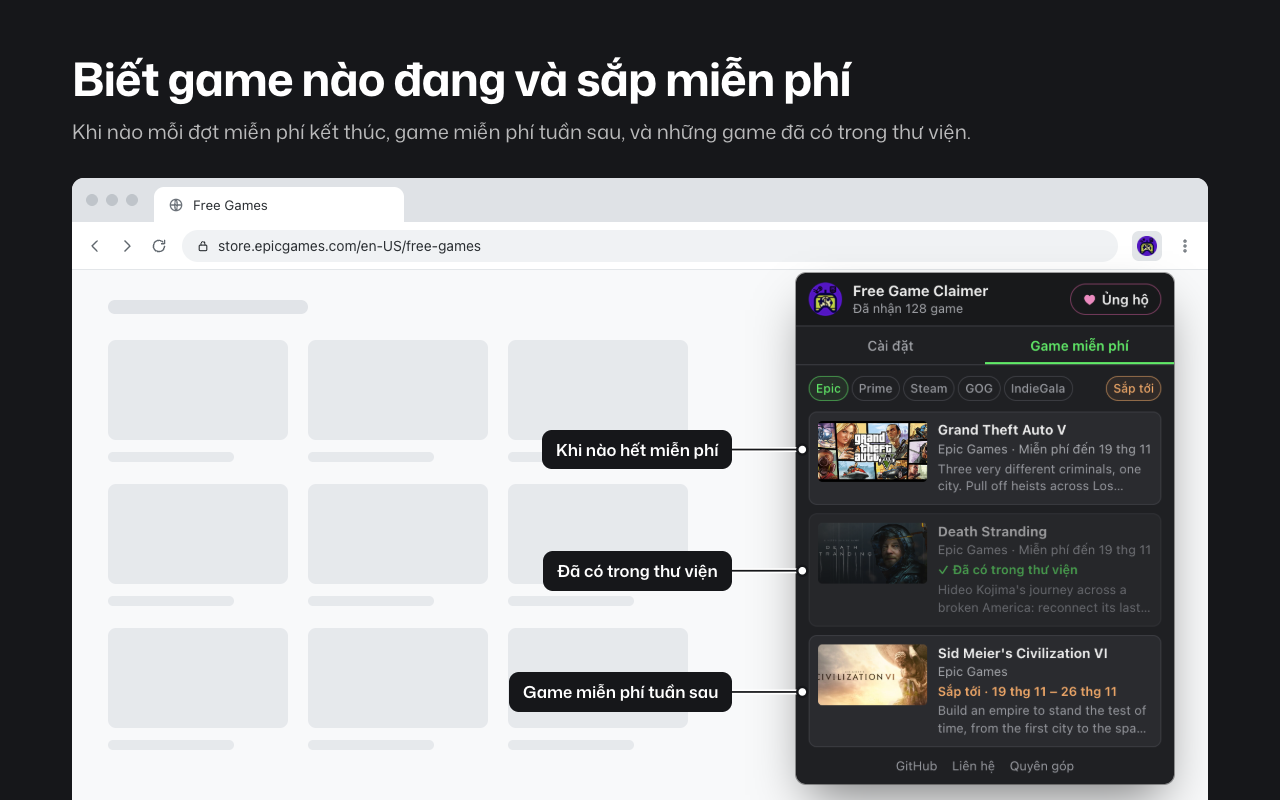 Biết game nào đang và sắp miễn phí
Khi nào mỗi đợt miễn phí kết thúc, game miễn phí tuần sau, và những game đã có trong thư viện.
Free Games
store.epicgames.com/en-US/free-games
Free Game Claimer
Đã nhận 128 game
Ủng hộ
Cài đặt
Game miễn phí
Epic
Prime
Steam
GOG
IndieGala
Sắp tới
Khi nào hết miễn phí
grand
theft
auto
Grand Theft Auto V
Epic Games · Miễn phí đến 19 thg 11
Three very different criminals, one
city. Pull off heists across Los...
Đã có trong thư viện
DEATH
STRANDING
Death Stranding
Epic Games · Miễn phí đến 19 thg 11
✓ Đã có trong thư viện
Hideo Kojima's journey across a
broken America: reconnect its last...
Game miễn phí tuần sau
CIVILIZATION VI
Sid Meier's Civilization VI
Epic Games
Sắp tới · 19 thg 11 – 26 thg 11
Build an empire to stand the test of
time, from the first city to the spa...
GitHub
Liên hệ
Quyên góp